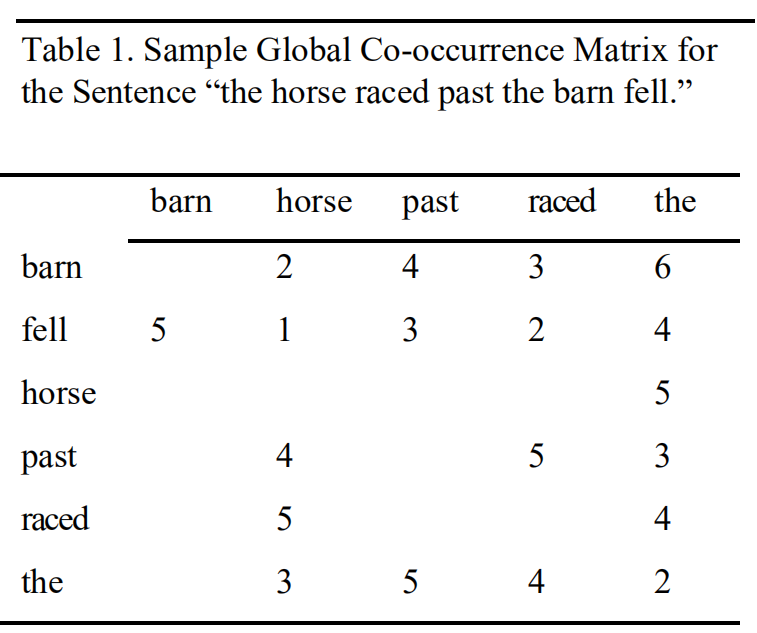 Table 1. Sample Global Co-occurrence Matrix for
the Sentence “the horse raced past the barn fell.”
barn horse past raced the
barn 2 4 3 6
fell 5 1 3 2 4
horse 5
past 4 5 3
raced 5 4
the 3 5 4 2